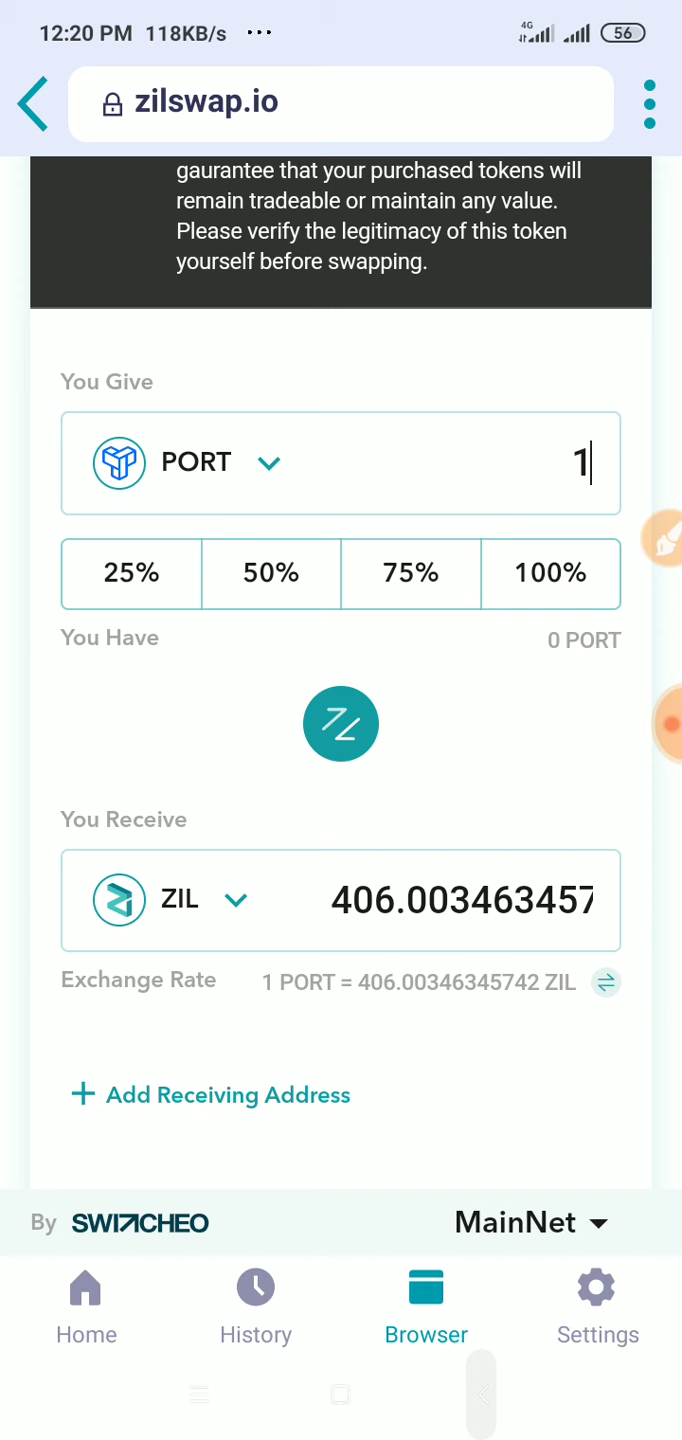 12:20 PM 118KB/s ... 4G 56
zilswap.io
gaurantee that your purchased tokens will
remain tradeable or maintain any value.
Please verify the legitimacy of this token
yourself before swapping.
You Give
PORT 1
25% 50% 75% 100%
You Have 0 PORT
You Receive
ZIL 406.003463457
Exchange Rate 1 PORT = 406.00346345742 ZIL
+ Add Receiving Address
By SWITCHEO MainNet
Home History Browser Settings